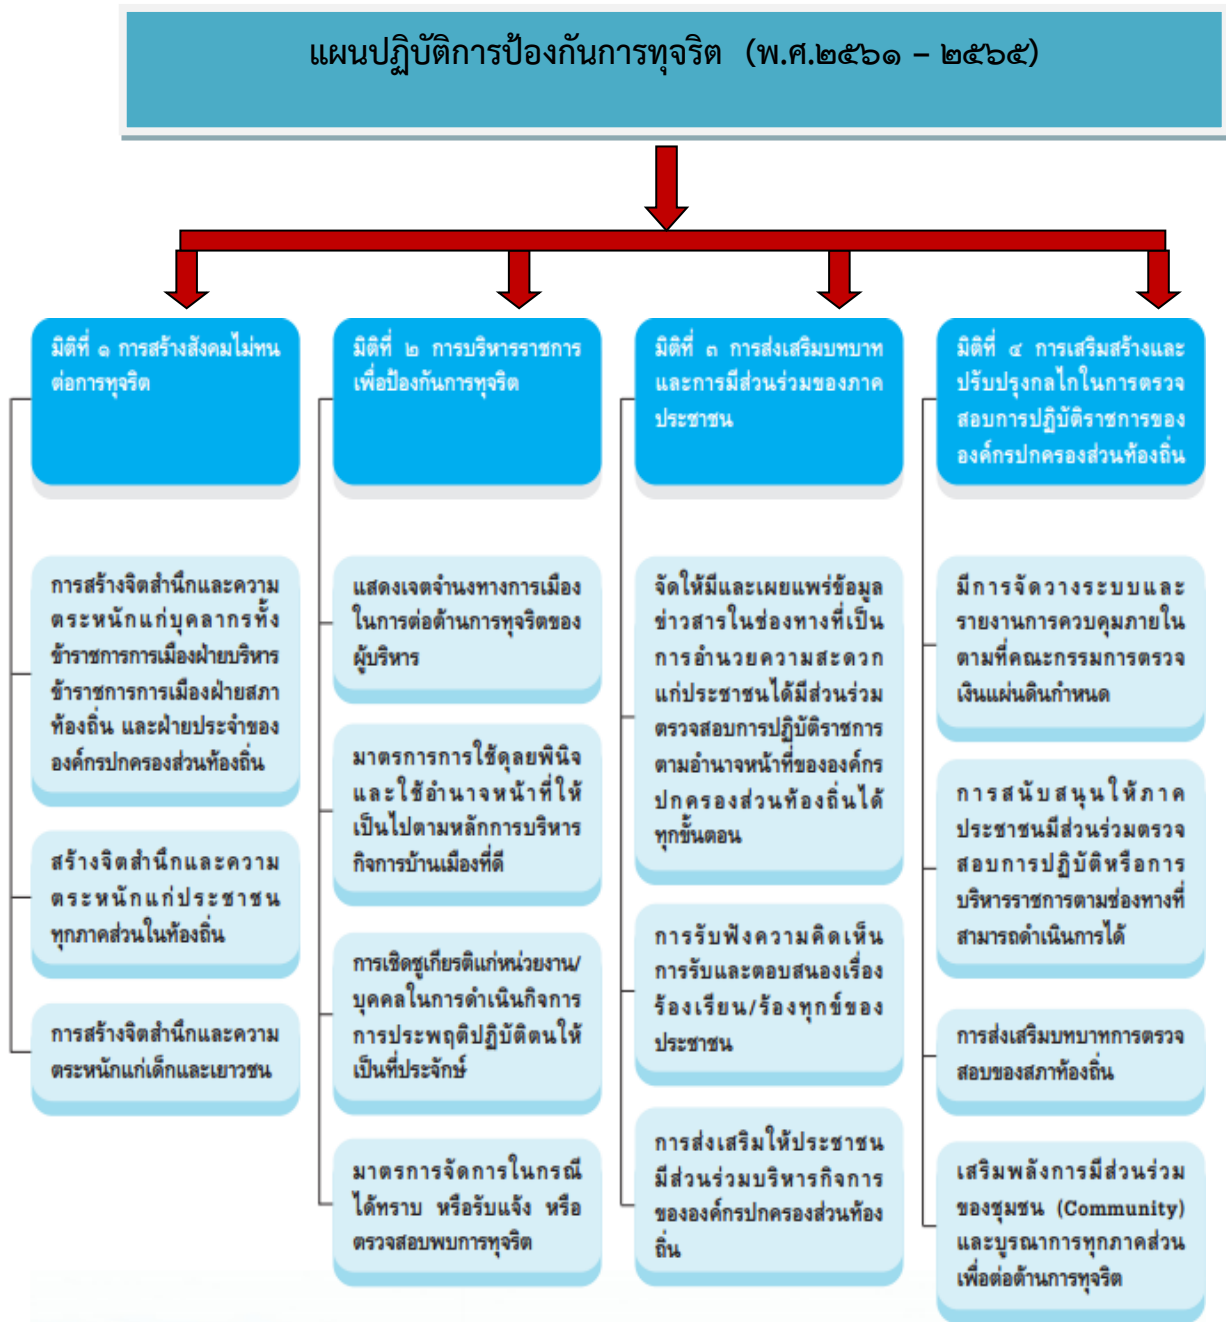 แผนปฏิบัติการป้องกันการทุจริต (พ.ศ.๒๕๖๑ – ๒๕๖๕)
มิติที่ ๑ การสร้างสังคมไม่ทน
ต่อการทุจริต
การสร้างจิตสำนึกและความ
ตระหนักแก่บุคลากรทั้ง
ข้าราชการการเมืองฝ่ายบริหาร
ข้าราชการการเมืองฝ่ายสภา
ท้องถิ่น และฝ่ายประจำของ
องค์กรปกครองส่วนท้องถิ่น
สร้างจิตสำนึกและความ
ตระหนักแก่ประชาชน
ทุกภาคส่วนในท้องถิ่น
การสร้างจิตสำนึกและความ
ตระหนักแก่เด็กและเยาวชน
มิติที่ ๒ การบริหารราชการ
เพื่อป้องกันการทุจริต
แสดงเจตจำนงทางการเมือง
ในการต่อต้านการทุจริตของ
ผู้บริหาร
มาตรการการใช้ดุลยพินิจ
และใช้อำนาจหน้าที่ให้
เป็นไปตามหลักการบริหาร
กิจการบ้านเมืองที่ดี
การเชิดชูเกียรติแก่หน่วยงาน/
บุคคลในการดำเนินกิจการ
การประพฤติปฏิบัติตนให้
เป็นที่ประจักษ์
มาตรการจัดการในกรณี
ได้ทราบ หรือรับแจ้ง หรือ
ตรวจสอบพบการทุจริต
มิติที่ ๓ การส่งเสริมบทบาท
และการมีส่วนร่วมของภาค
ประชาชน
จัดให้มีและเผยแพร่ข้อมูล
ข่าวสารในช่องทางที่เป็น
การอำนวยความสะดวก
แก่ประชาชนได้มีส่วนร่วม
ตรวจสอบการปฏิบัติราชการ
ตามอำนาจหน้าที่ขององค์กร
ปกครองส่วนท้องถิ่นได้
ทุกขั้นตอน
การรับฟังความคิดเห็น
การรับและตอบสนองเรื่อง
ร้องเรียน/ร้องทุกข์ของ
ประชาชน
การส่งเสริมให้ประชาชน
มีส่วนร่วมบริหารกิจการ
ขององค์กรปกครองส่วนท้อง
ถิ่น
มิติที่ ๔ การเสริมสร้างและ
ปรับปรุงกลไกในการตรวจ
สอบการปฏิบัติราชการของ
องค์กรปกครองส่วนท้องถิ่น
มีการจัดวางระบบและ
รายงานการควบคุมภายใน
ตามที่คณะกรรมการตรวจ
เงินแผ่นดินกำหนด
การสนับสนุนให้ภาค
ประชาชนมีส่วนร่วมตรวจ
สอบการปฏิบัติหรือการ
บริหารราชการตามช่องทางที่
สามารถดำเนินการได้
การส่งเสริมบทบาทการตรวจ
สอบของสภาท้องถิ่น
เสริมพลังการมีส่วนร่วม
ของชุมชน (Community)
และบูรณาการทุกภาคส่วน
เพื่อต่อต้านการทุจริต